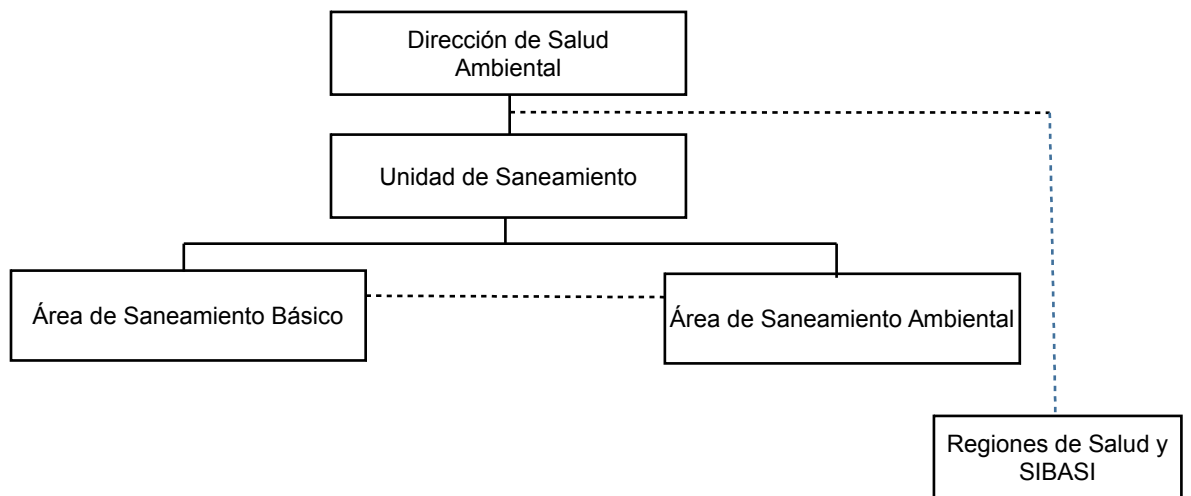 Dirección de Salud
Ambiental
Unidad de Saneamiento
Área de Saneamiento Básico
Área de Saneamiento Ambiental
Regiones de Salud y
SIBASI